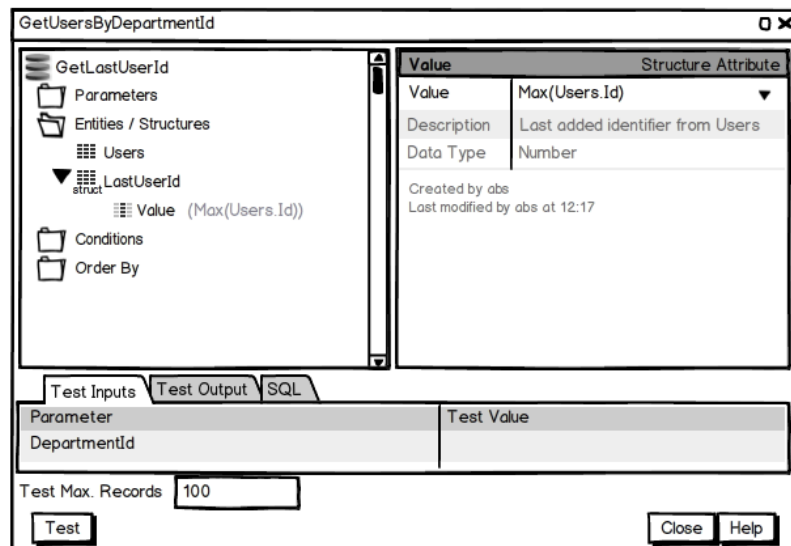 GetUsersByDepartmentId
GetLastUserId
Parameters
Entities / Structures
Users
struct LastUserId
Value (Max(Users.Id))
Conditions
Order By
Value Structure Attribute
Value Max(Users.Id)
Description Last added identifier from Users
Data Type Number
Created by abs
Last modified by abs at 12:17
Test Inputs Test Output SQL
Parameter Test Value
DepartmentId
Test Max. Records 100
Test Close Help